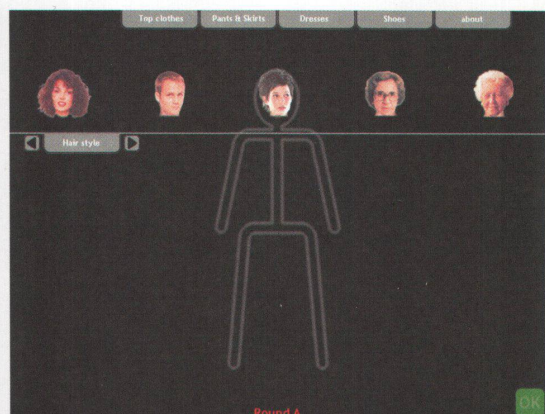 Top clothes
Pants & Skirts
Dresses
Shoes
about
Hair style
Round A
OK